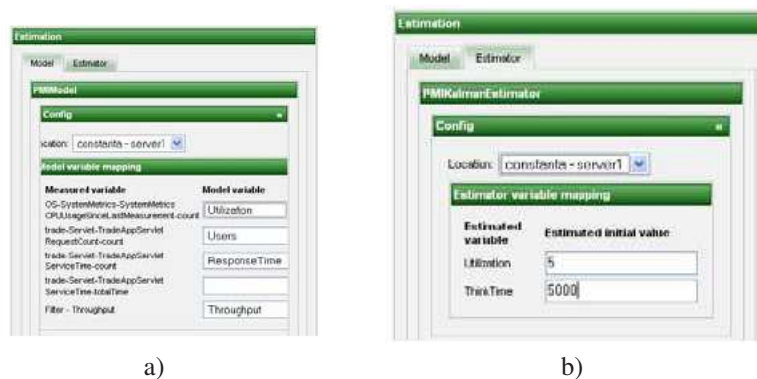 Estimation
Model Estimator
PMIModel
Config
Location: constanta - server1
Model variable mapping
Measured variable Model variable
OS-SystemMetrics-SystemMetrics
CPUUsageSinceLastMeasurement-count Utilization
trade-Servlet-TradeAppServlet
RequestCount-count Users
trade-Servlet-TradeAppServlet
ServiceTime-count ResponseTime
trade-Servlet-TradeAppServlet
ServiceTime-totalTime
Filter - Throughput Throughput
a)
Estimation
Model Estimator
PMIKalmanEstimator
Config
Location: constanta - server1
Estimator variable mapping
Estimated
variable Estimated initial value
Utilization 5
ThinkTime 5000
b)